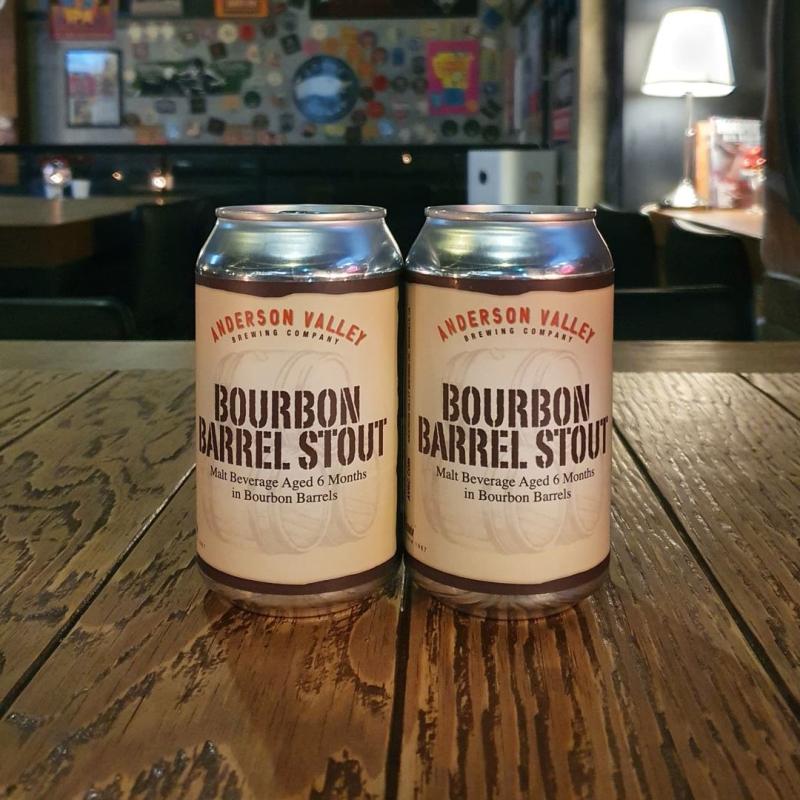 ANDERSON VALLEY
BREWING COMPANY
BOURBON
BARREL STOUT
Malt Beverage Aged 6 Months
in Bourbon Barrels
ANDERSON VALLEY
BREWING COMPANY
BOURBON
BARREL STOUT
Malt Beverage Aged 6 Months
in Bourbon Barrels